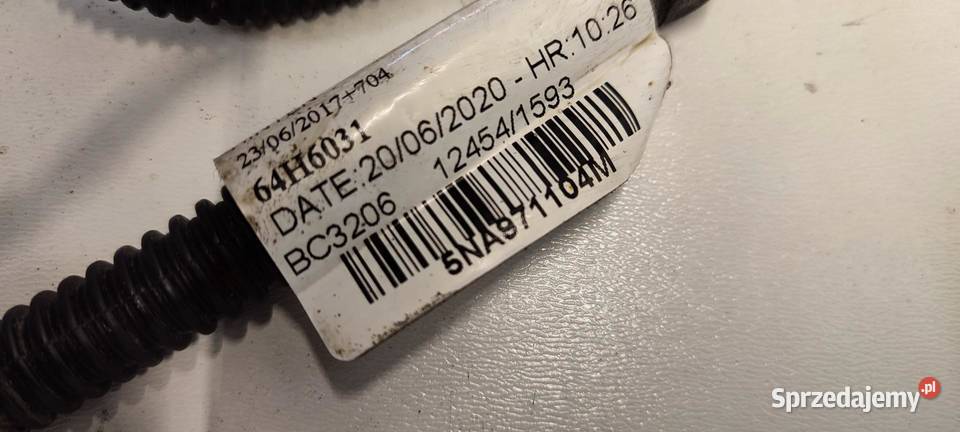 23/06/2017+704
64H6031
DATE:20/06/2020 - HR:10:26
BC3206 12454/1593
5NA971104M
Sprzedajemy.pl